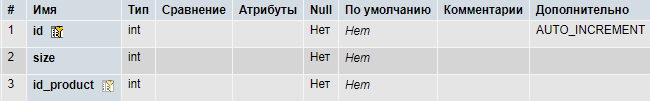 # Имя Тип Сравнение Атрибуты Null По умолчанию Комментарии Дополнительно
1 id int Нет Нет AUTO_INCREMENT
2 size int Нет Нет
3 id_product int Нет Нет